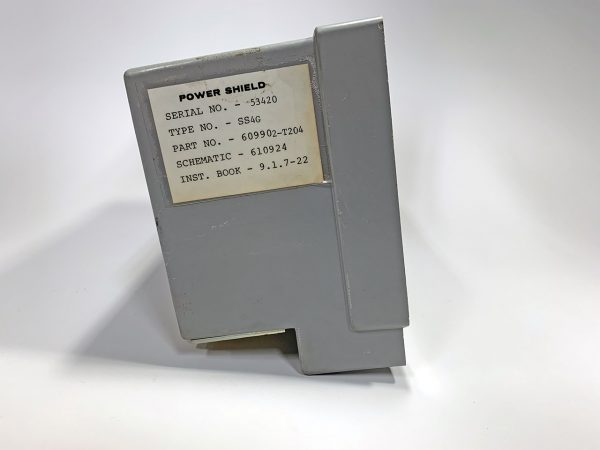 POWER SHIELD
SERIAL NO. - 53420
TYPE NO. - SS4G
PART NO. - 609902-T204
SCHEMATIC - 610924
INST. BOOK - 9.1.7-22